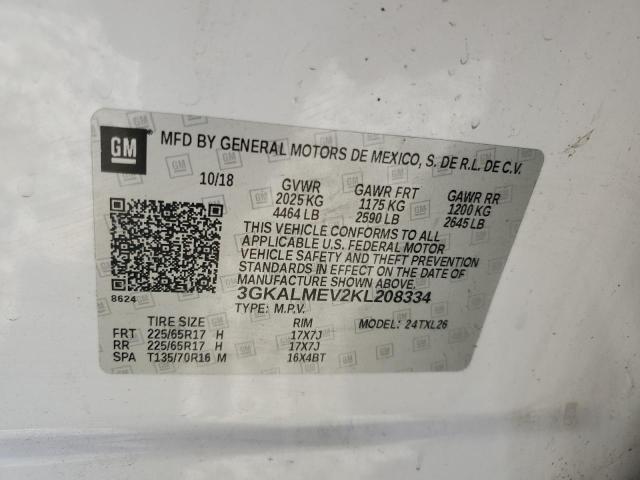 GM MFD BY GENERAL MOTORS DE MEXICO, S. DE R.L. DE C.V.
10/18 GVWR GAWR FRT GAWR RR
2025 KG 1175 KG 1200 KG
4464 LB 2590 LB 2645 LB
THIS VEHICLE CONFORMS TO ALL
APPLICABLE U.S. FEDERAL MOTOR
VEHICLE SAFETY AND THEFT PREVENTION
STANDARDS IN EFFECT ON THE DATE OF
MANUFACTURE SHOWN ABOVE.
8624 3GKALMEV2KL208334
TYPE: M.P.V.
TIRE SIZE RIM MODEL: 24TXL26
FRT 225/65R17 H 17X7J
RR 225/65R17 H 17X7J
SPA T135/70R16 M 16X4BT